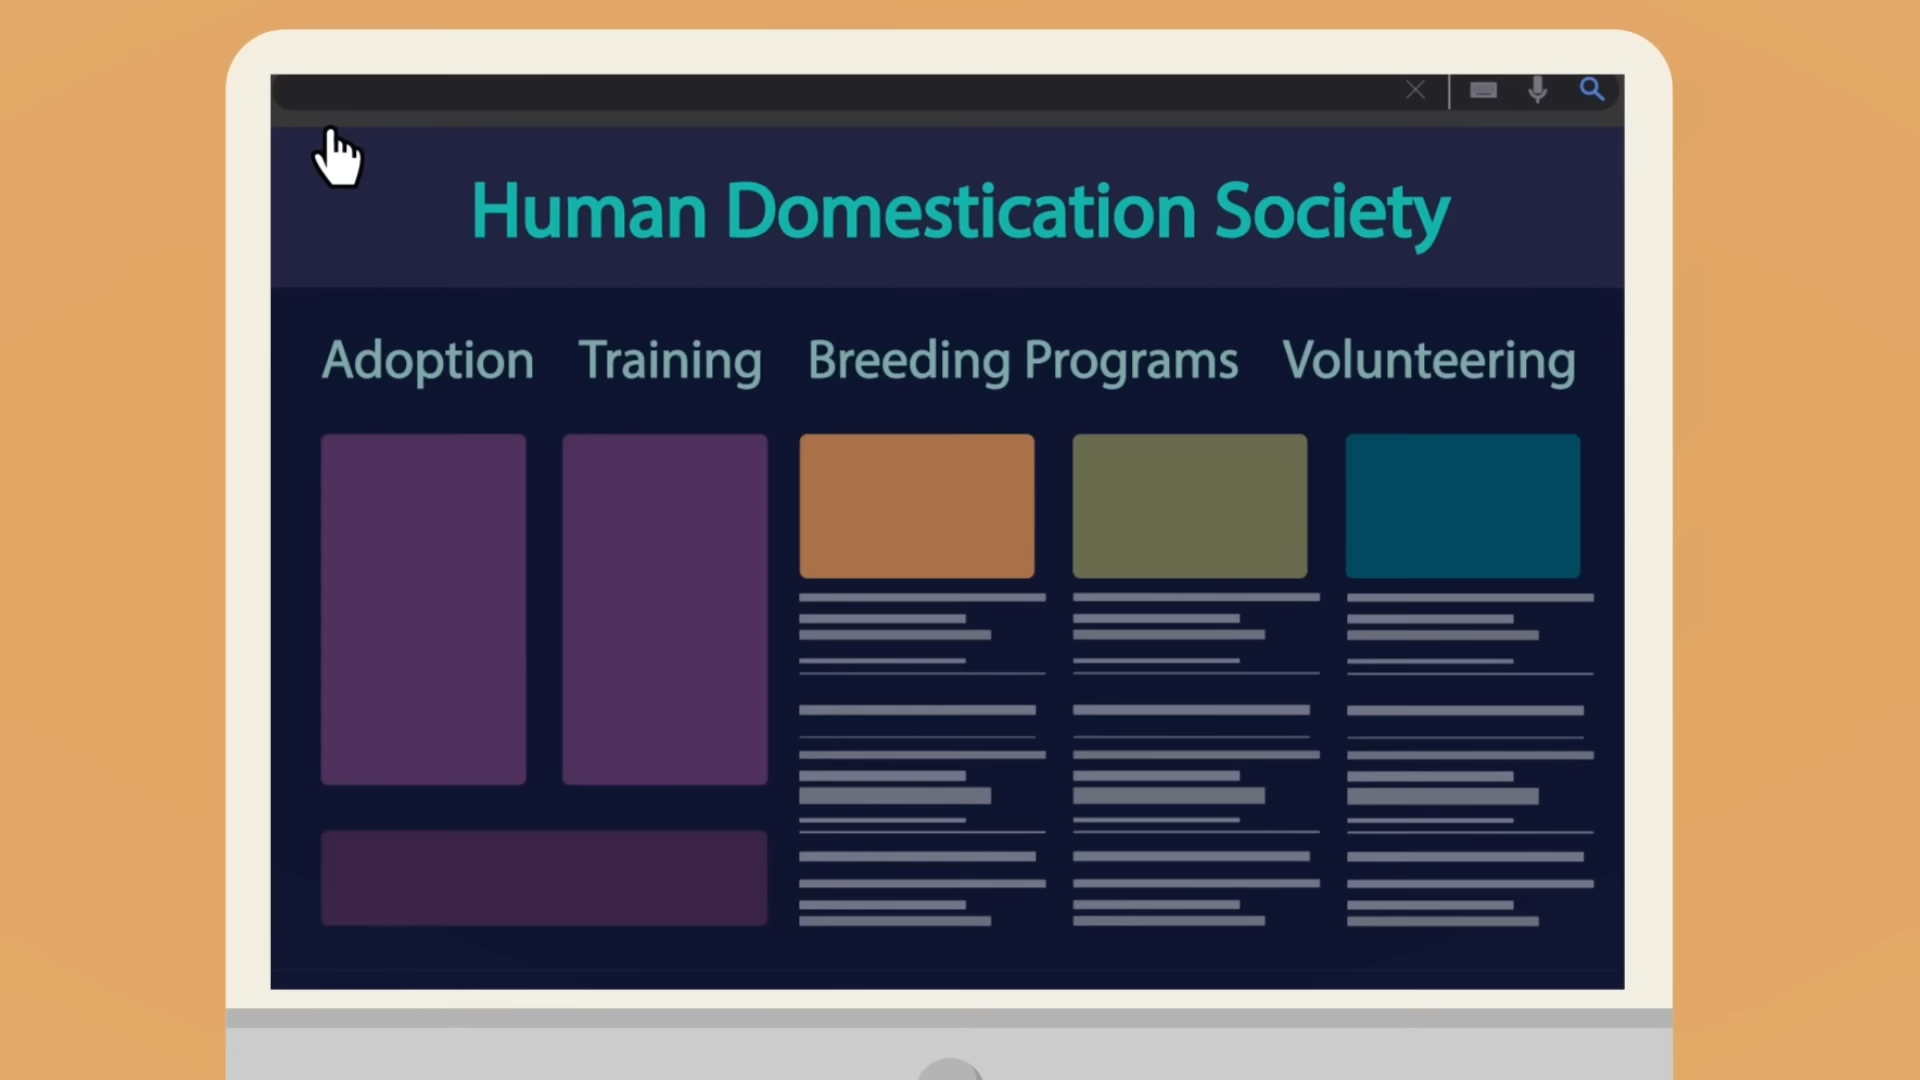 Human Domestication Society
Adoption Training Breeding Programs Volunteering